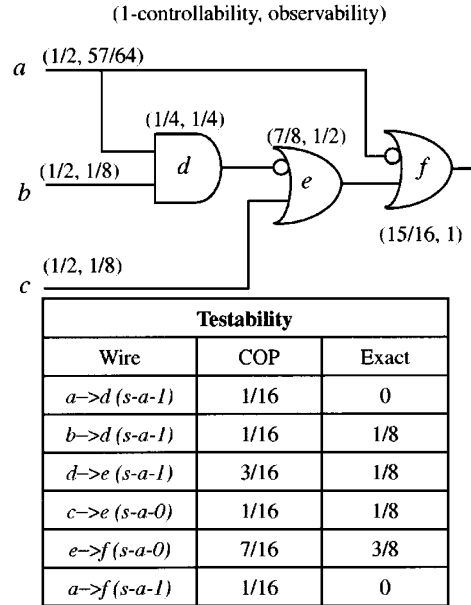 (1-controllability, observability)
(1/2, 57/64)
a
(1/4, 1/4)
(7/8, 1/2)
d
e
f
(1/2, 1/8)
b
(15/16, 1)
(1/2, 1/8)
c
Testability
Wire COP Exact
a->d (s-a-1) 1/16 0
b->d (s-a-1) 1/16 1/8
d->e (s-a-1) 3/16 1/8
c->e (s-a-0) 1/16 1/8
e->f (s-a-0) 7/16 3/8
a->f (s-a-1) 1/16 0